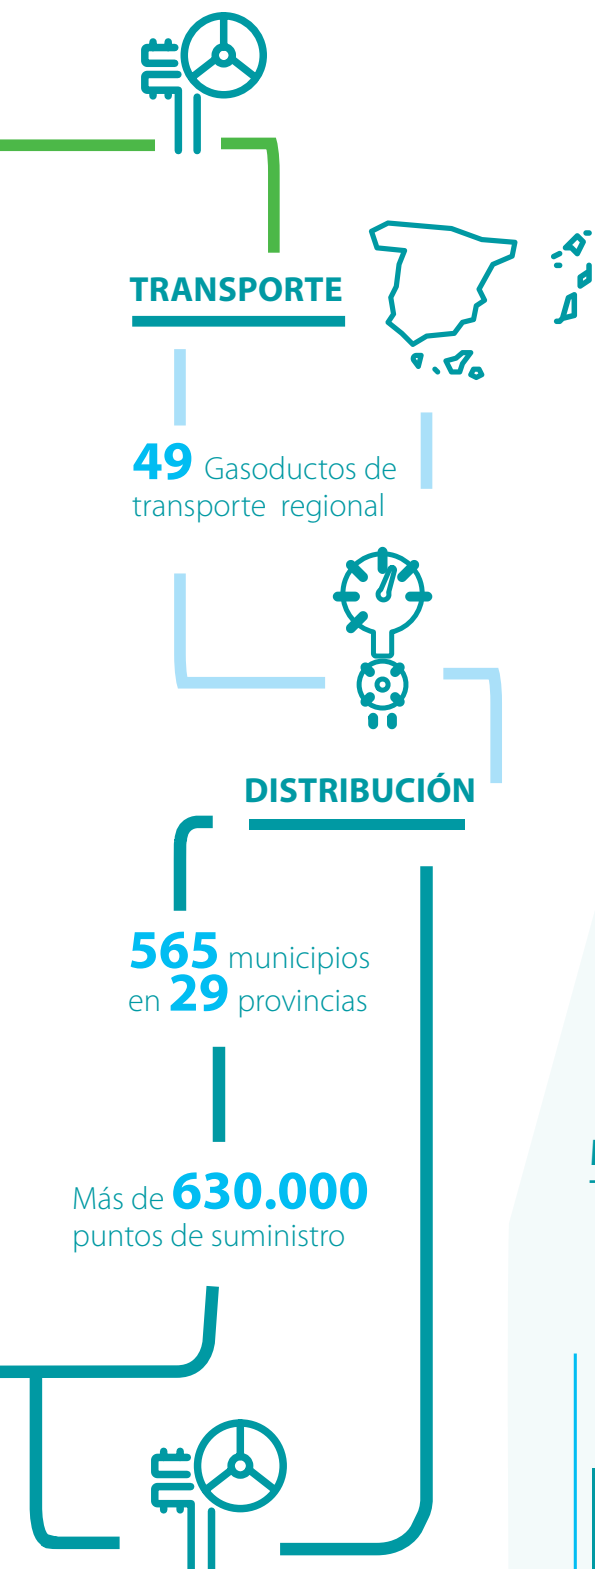 TRANSPORTE
49 Gasoductos de
transporte regional
DISTRIBUCIÓN
565 municipios
en 29 provincias
Más de 630.000
puntos de suministro